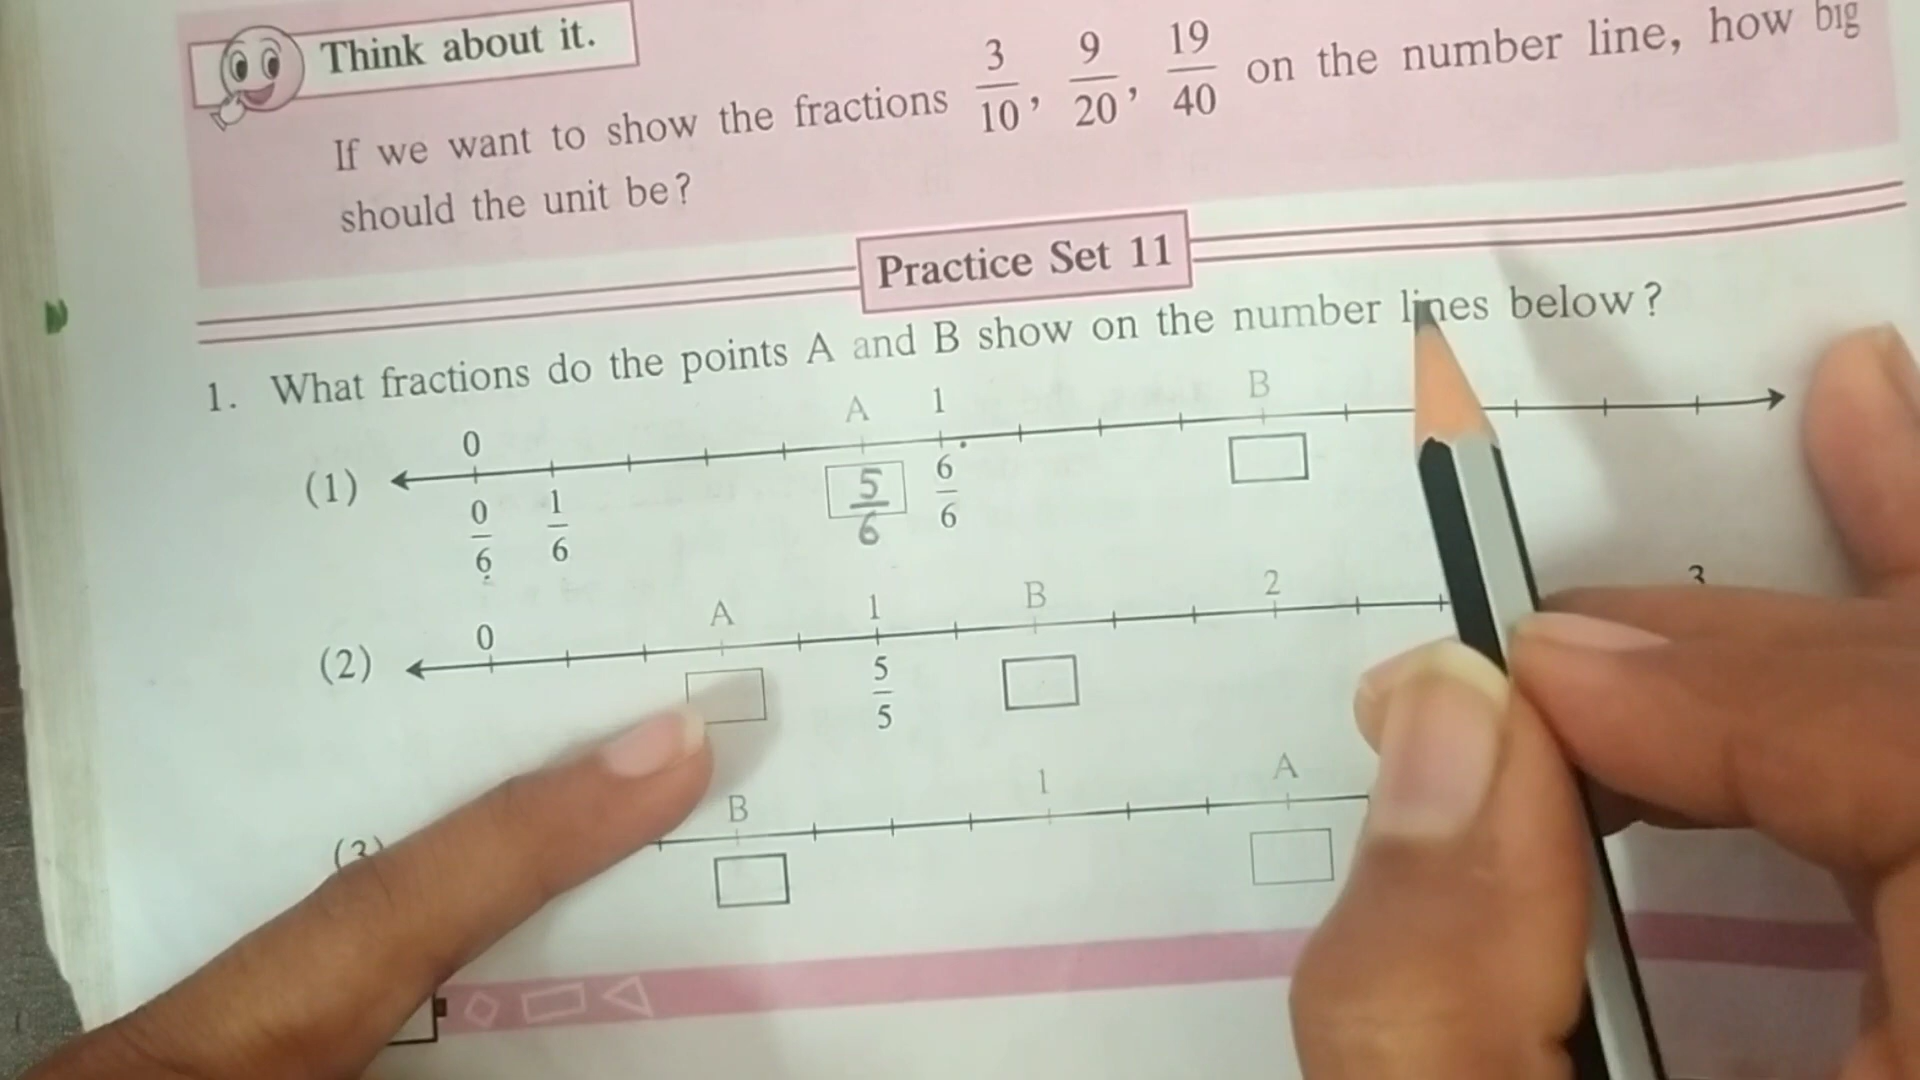 Think about it.
If we want to show the fractions 3/10, 9/20, 19/40 on the number line, how big
should the unit be?
Practice Set 11
1. What fractions do the points A and B show on the number lines below?
(1) 0 A 1 B
0/6 1/6 5/6 6/6
(2) 0 A 1 B 2 3
5/5
(3) B 1 A